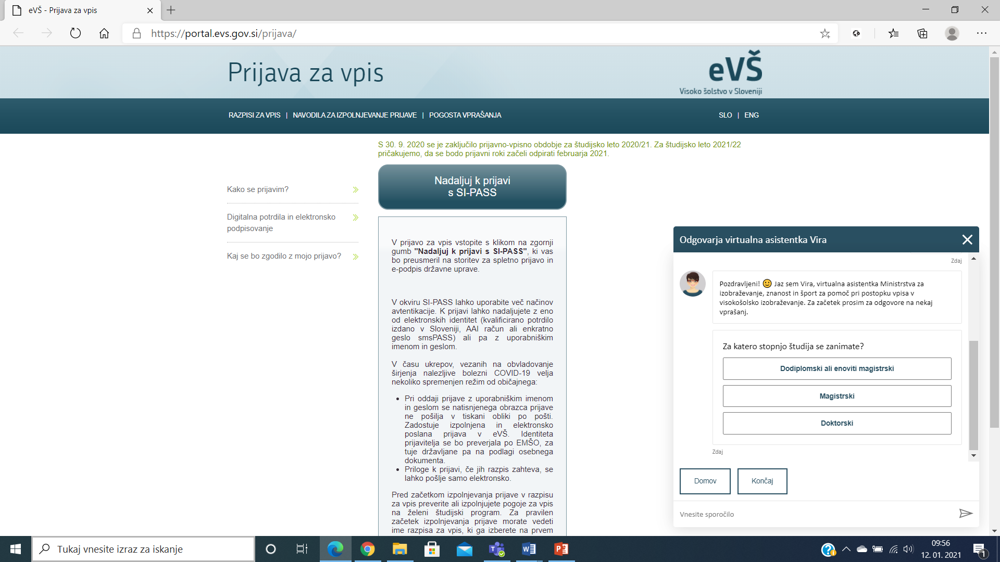 eVŠ - Prijava za vpis
https://portal.evs.gov.si/prijava/
Prijava za vpis
eVŠ
Visoko šolstvo v Sloveniji
RAZPISI ZA VPIS | NAVODILA ZA IZPOLNJEVANJE PRIJAVE | POGOSTA VPRAŠANJA
SLO | ENG
S 30. 9. 2020 se je zaključilo prijavno-vpisno obdobje za študijsko leto 2020/21. Za študijsko leto 2021/22
pričakujemo, da se bodo prijavni roki začeli odpirati februarja 2021.
Kako se prijavim?
Digitalna potrdila in elektronsko
podpisovanje
Kaj se bo zgodilo z mojo prijavo?
Nadaljuj k prijavi
s SI-PASS
V prijavo za vpis vstopite s klikom na zgornji
gumb "Nadaljuj k prijavi s SI-PASS", ki vas
bo preusmeril na storitev za spletno prijavo in
e-podpis državne uprave.
V okviru SI-PASS lahko uporabite več načinov
avtentikacije. K prijavi lahko nadaljujete z eno
od elektronskih identitet (kvalificirano potrdilo
izdano v Sloveniji, AAI račun ali enkratno
geslo smsPASS) ali pa z uporabniškim
imenom in geslom.
V času ukrepov, vezanih na obvladovanje
širjenja nalezljive bolezni COVID-19 velja
nekoliko spremenjen režim od običajnega:
• Pri oddaji prijave z uporabniškim imenom
in geslom se natisnjenega obrazca prijave
ne pošilja v tiskani obliki po pošti.
Zadostuje izpolnjena in elektronsko
poslana prijava v eVŠ. Identiteta
prijavitelja se bo preverjala po EMŠO, za
tuje državljane pa na podlagi osebnega
dokumenta.
• Priloge k prijavi, če jih razpis zahteva, se
lahko pošlje samo elektronsko.
Pred začetkom izpolnjevanja prijave v razpisu
za vpis preverite ali izpolnjujete pogoje za vpis
na želeni študijski program. Za pravilen
začetek izpolnjevanja prijave morate vedeti
ime razpisa za vpis, ki ga izberete na prvem
Odgovarja virtualna asistentka Vira
Zdaj
Pozdravljeni! 🙂 Jaz sem Vira, virtualna asistentka Ministrstva za
izobraževanje, znanost in šport za pomoč pri postopku vpisa v
visokošolsko izobraževanje. Za začetek prosim za odgovore na nekaj
vprašanj.
Za katero stopnjo študija se zanimate?
Dodiplomski ali enoviti magistrski
Magistrski
Doktorski
Zdaj
Domov
Končaj
Vnesite sporočilo
Tukaj vnesite izraz za iskanje
09:56
12. 01. 2021
1